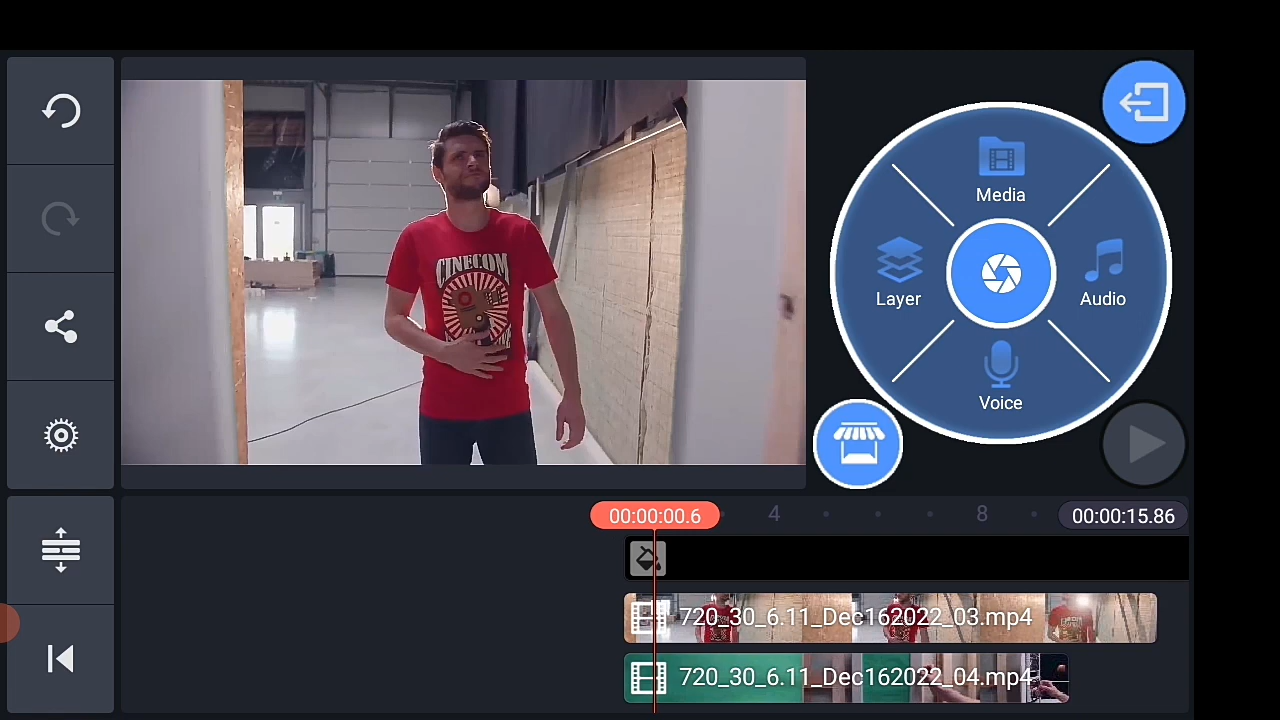 Media
Layer
Audio
Voice
CINECOM
00:00:00.6
4
8
00:00:15.86
720_30_6.11_Dec162022_03.mp4
720_30_6.11_Dec162022_04.mp4